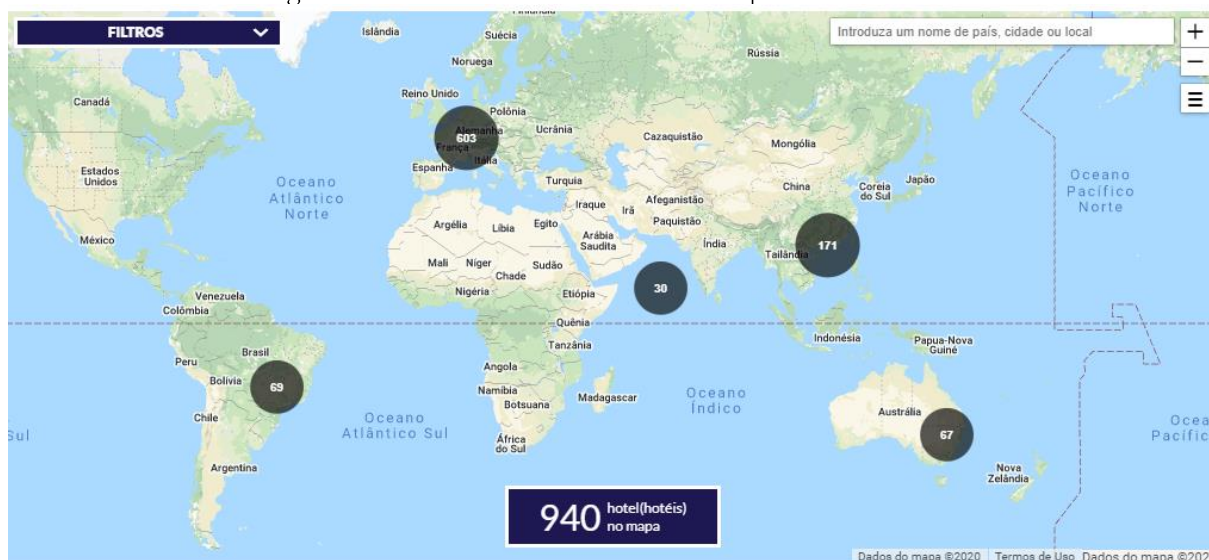 FILTROS
Introduza um nome de país, cidade ou local
+
−
Islândia
Finlândia
Suécia
Noruega
Rússia
Canadá
Reino Unido
Polônia
Alemanha
603
Ucrânia
França
Cazaquistão
Mongólia
Itália
Espanha
Estados
Unidos
Oceano
Atlântico
Norte
Turquia
China
Coreia
do Sul
Japão
Oceano
Pacífico
Norte
Iraque
Irã
Afeganistão
Paquistão
Argélia
Líbia
Egito
Arábia
Saudita
Índia
171
Tailândia
México
Mali
Níger
Chade
Sudão
30
Nigéria
Etiópia
Venezuela
Colômbia
Quênia
Indonésia
Papua-Nova
Guiné
Tanzânia
Brasil
Peru
Bolívia
69
Angola
Namíbia
Botsuana
Madagascar
Oceano
Índico
Chile
Oceano
Atlântico Sul
Austrália
67
Sul
África
do Sul
Argentina
Nova
Zelândia
940 hotel(hotéis)
no mapa
Dados do mapa ©2020 Termos de Uso